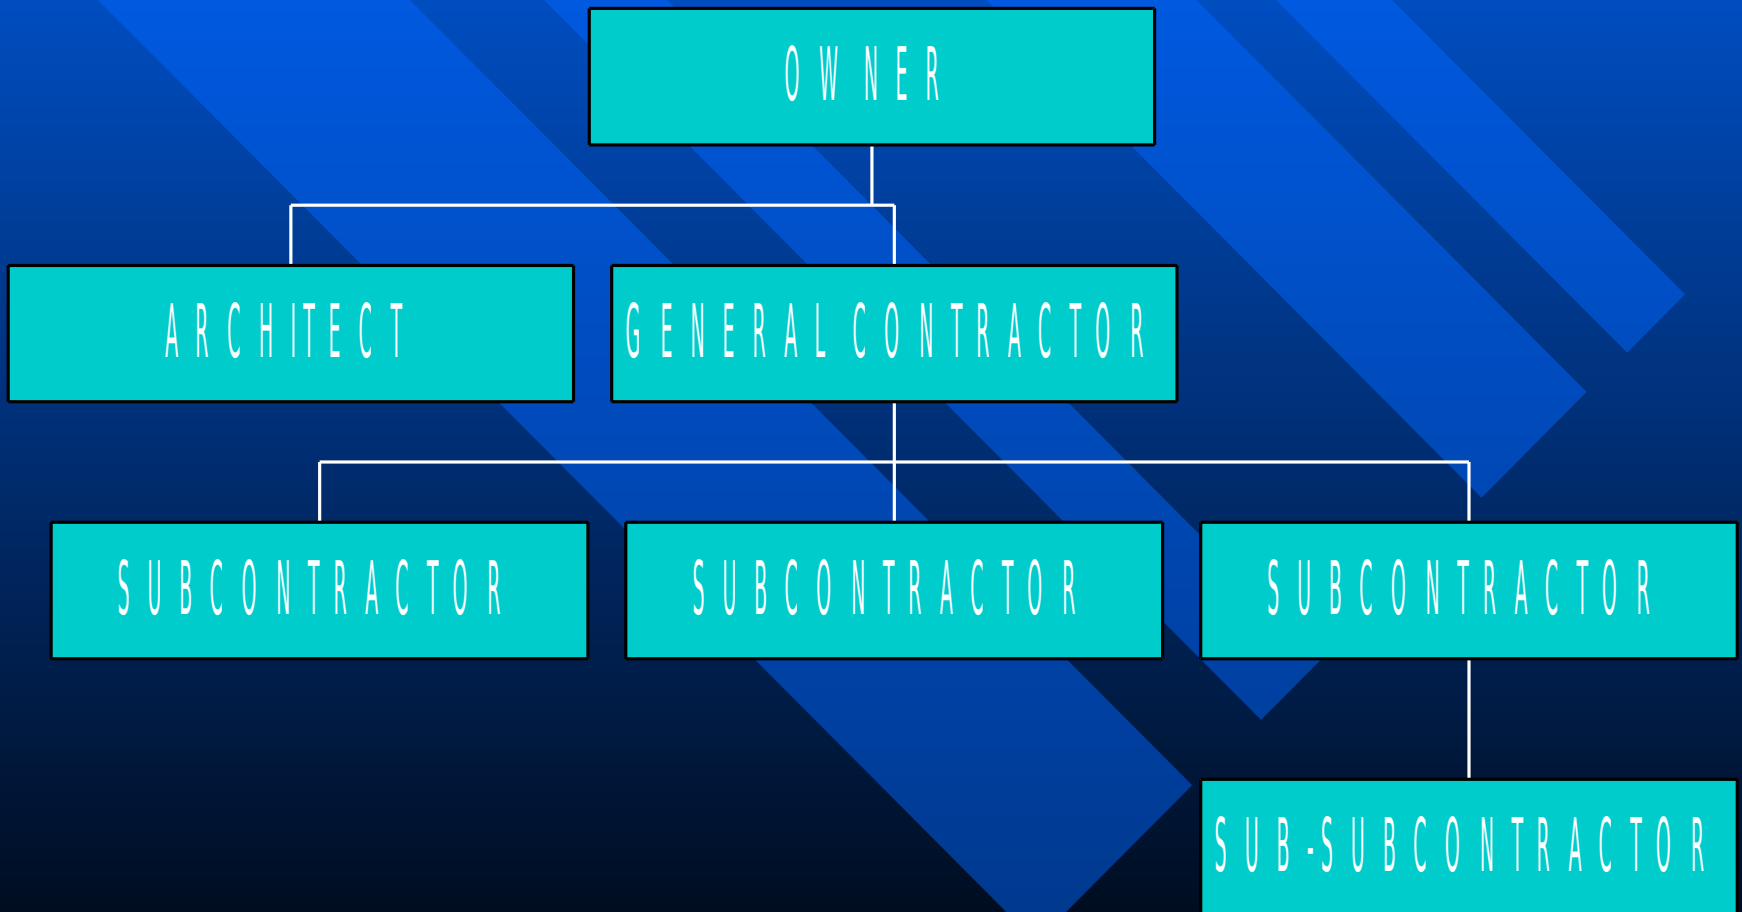 OWNER
ARCHITECT
GENERAL CONTRACTOR
SUBCONTRACTOR
SUBCONTRACTOR
SUBCONTRACTOR
SUB-SUBCONTRACTOR